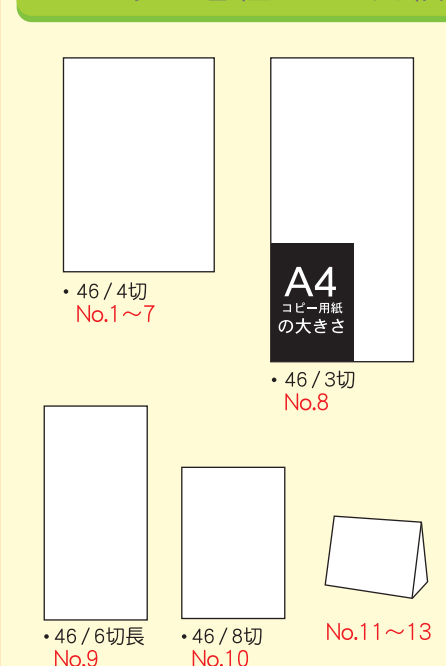 ・46/4切
No.1～7
A4
コピー用紙
の大きさ
・46/3切
No.8
・46/6切長
No.9
・46/8切
No.10
No.11～13